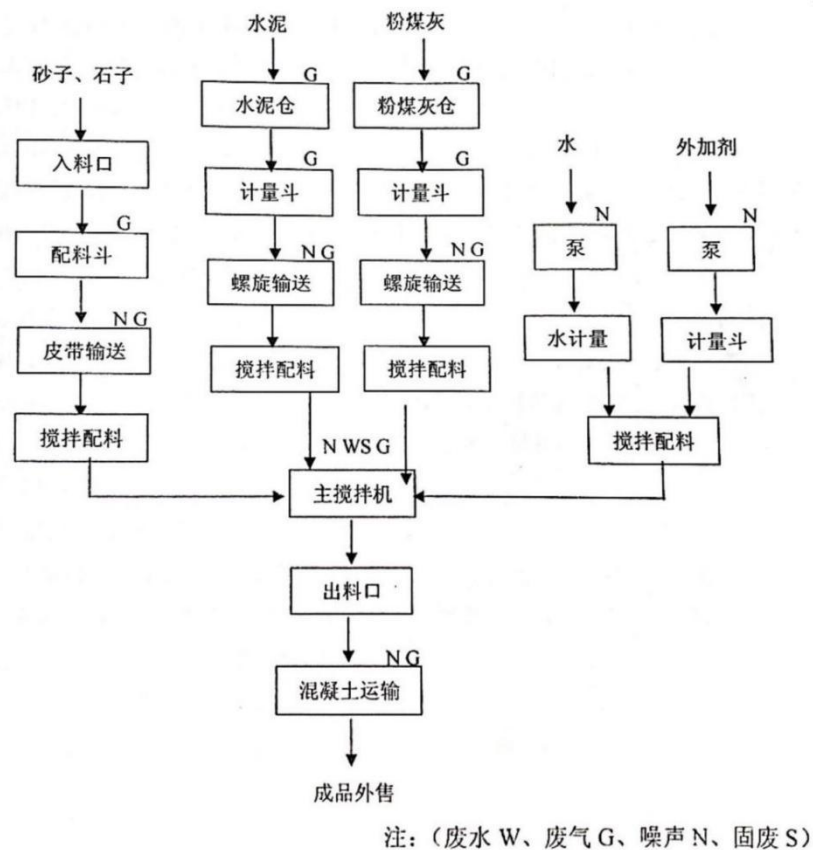 水泥
粉煤灰
砂子、石子
G
G
水泥仓
粉煤灰仓
水
外加剂
入料口
G
G
计量斗
计量斗
G
N
N
配料斗
泵
泵
N G
N G
螺旋输送
螺旋输送
N G
皮带输送
水计量
计量斗
搅拌配料
搅拌配料
搅拌配料
搅拌配料
N W S G
主搅拌机
出料口
N G
混凝土运输
成品外售
注：（废水 W、废气 G、噪声 N、固废 S）